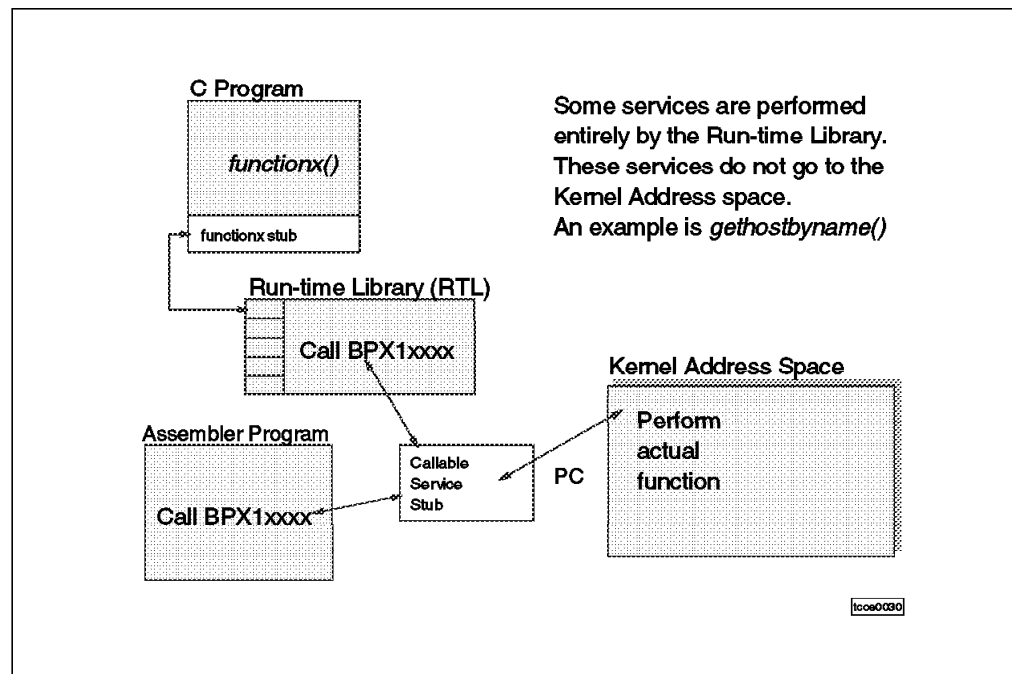 C Program
functionx()
functionx stub
Some services are performed
entirely by the Run-time Library.
These services do not go to the
Kernel Address space.
An example is gethostbyname()
Run-time Library (RTL)
Call BPX1xxxx
Kernel Address Space
Perform
actual
function
Assembler Program
Call BPX1xxxx
Callable
Service
Stub
PC
tcos0030